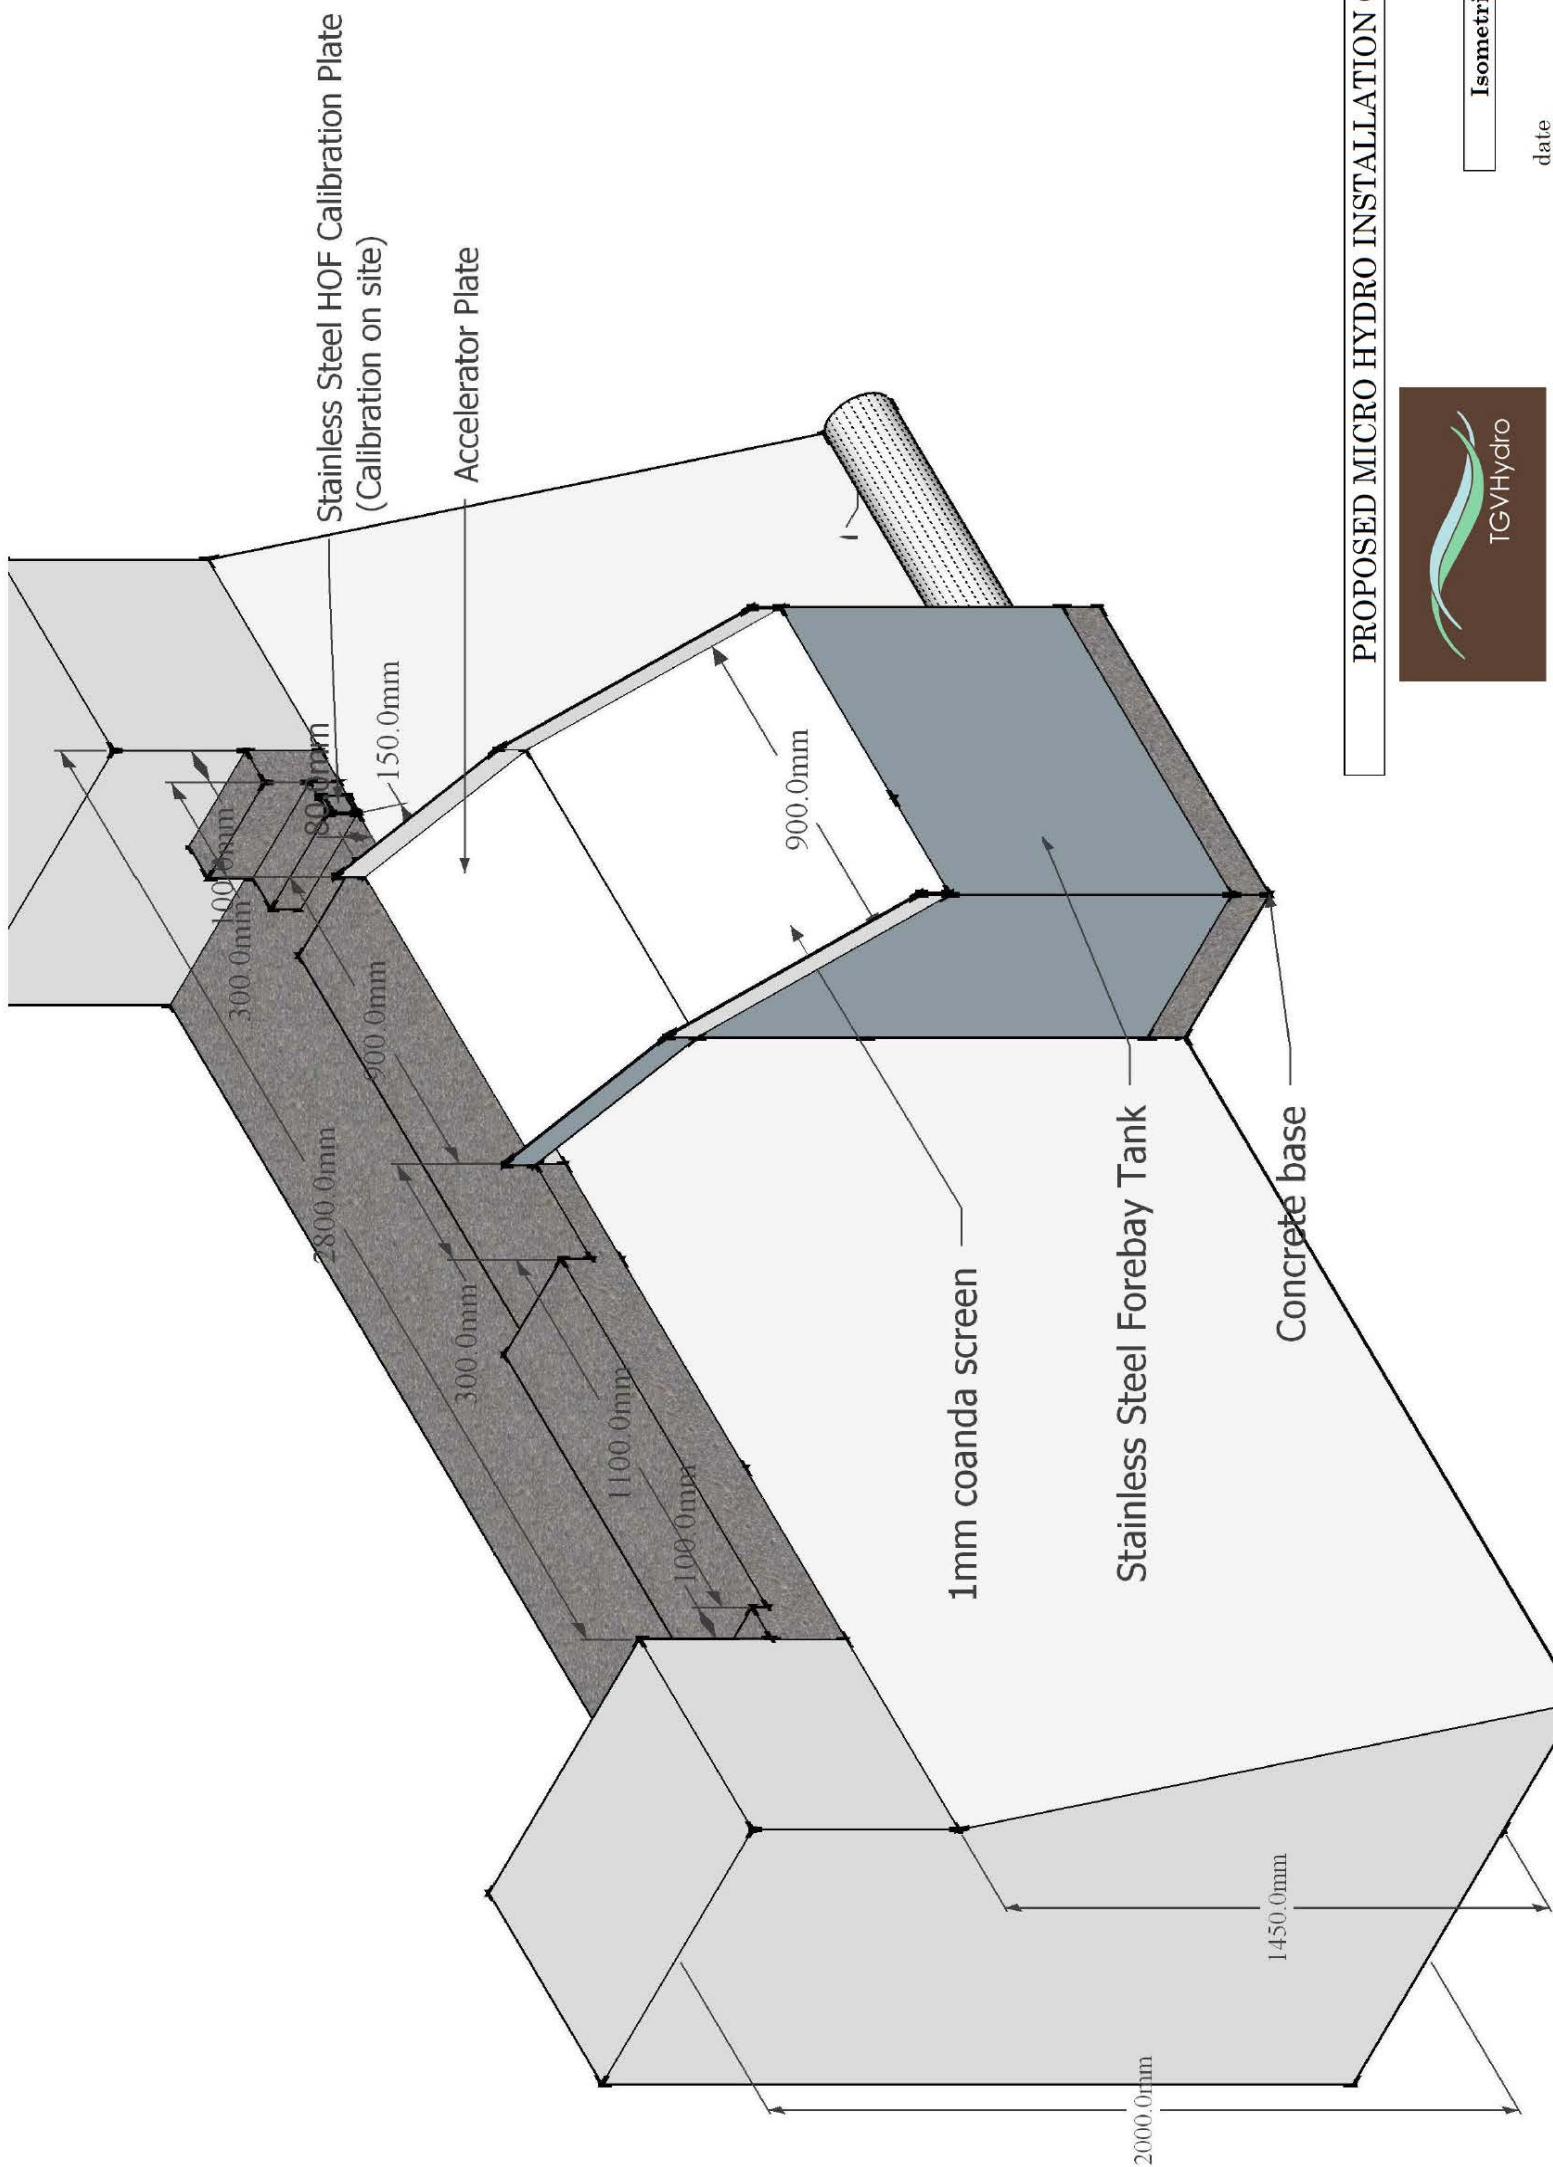 Stainless Steel HOF Calibration Plate
(Calibration on site)
Accelerator Plate
150.0mm
80.0mm
100.0mm
300.0mm
900.0mm
2800.0mm
900.0mm
300.0mm
1100.0mm
100.0mm
1mm coanda screen
Stainless Steel Forebay Tank
Concrete base
1450.0mm
2000.0mm
PROPOSED MICRO HYDRO INSTALLATION
TGVHydro
Isometri
date